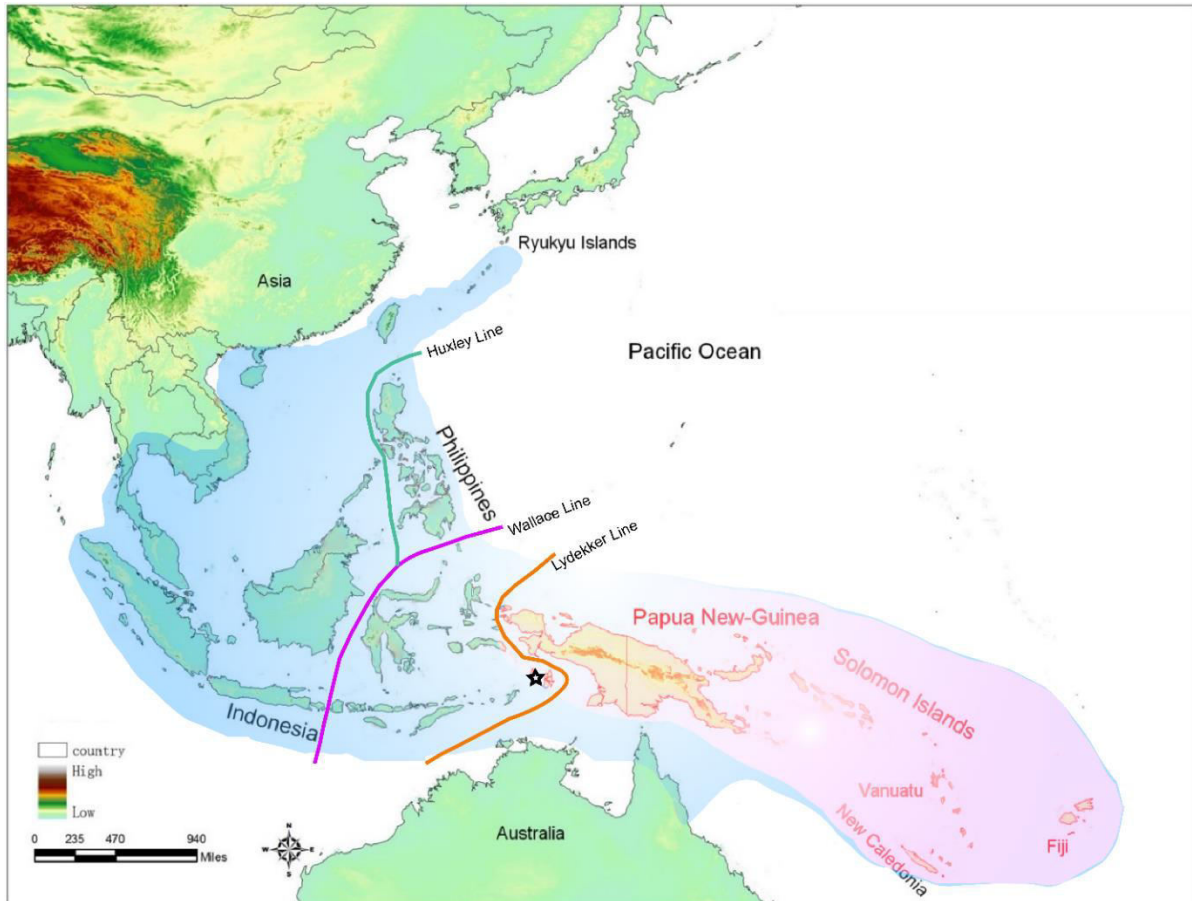 Ryukyu Islands
Asia
Huxley Line
Pacific Ocean
Philippines
Wallace Line
Lydekker Line
Papua New-Guinea
Solomon Islands
Indonesia
country
High
Low
Vanuatu
New Caledonia
Fiji
Australia
0 235 470 940
Miles
N
W E
S